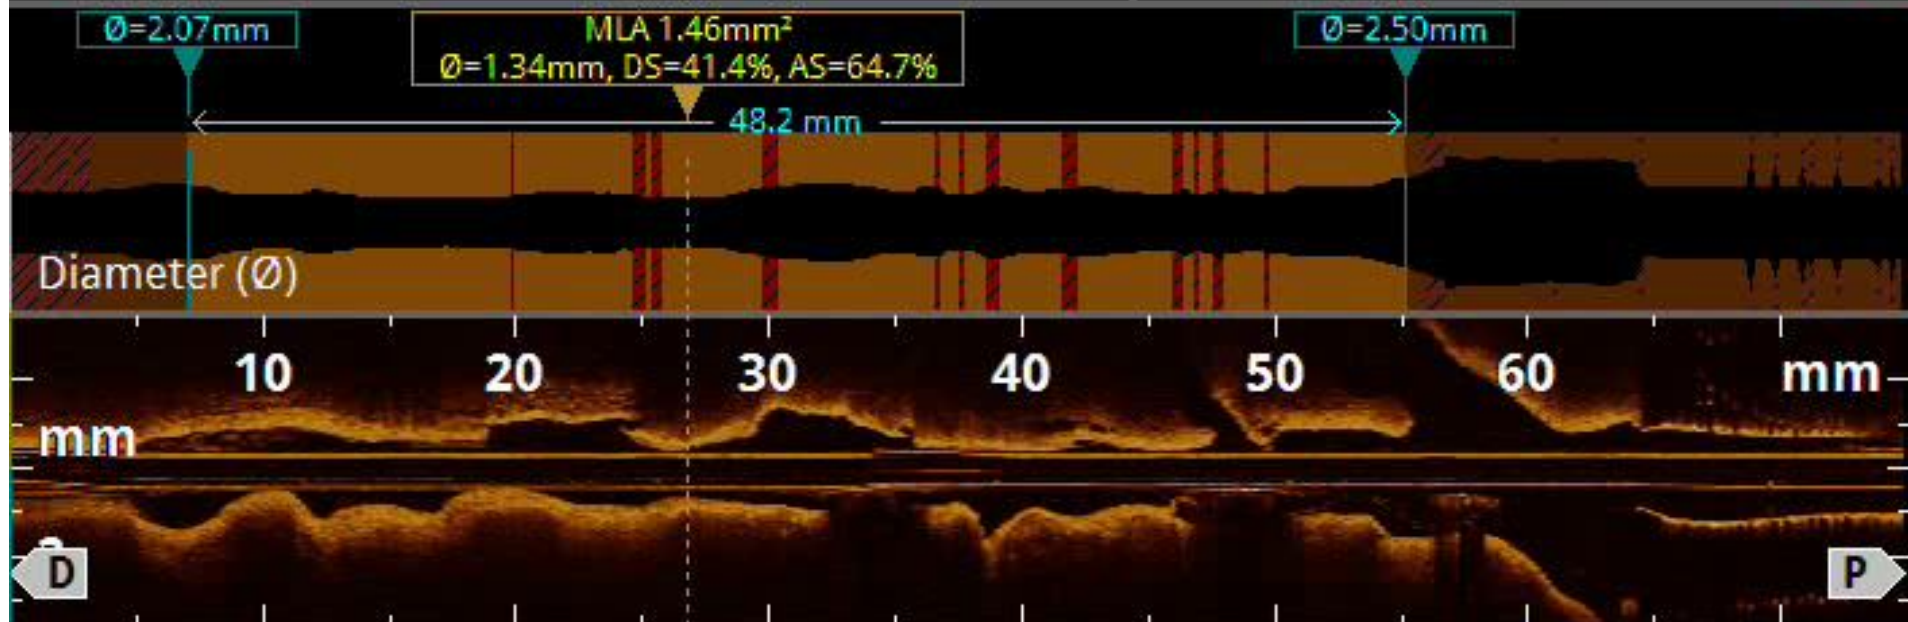 Ø=2.07mm
MLA 1.46mm²
Ø=1.34mm, DS=41.4%, AS=64.7%
Ø=2.50mm
48.2 mm
Diameter (Ø)
10 20 30 40 50 60 mm
mm
D P